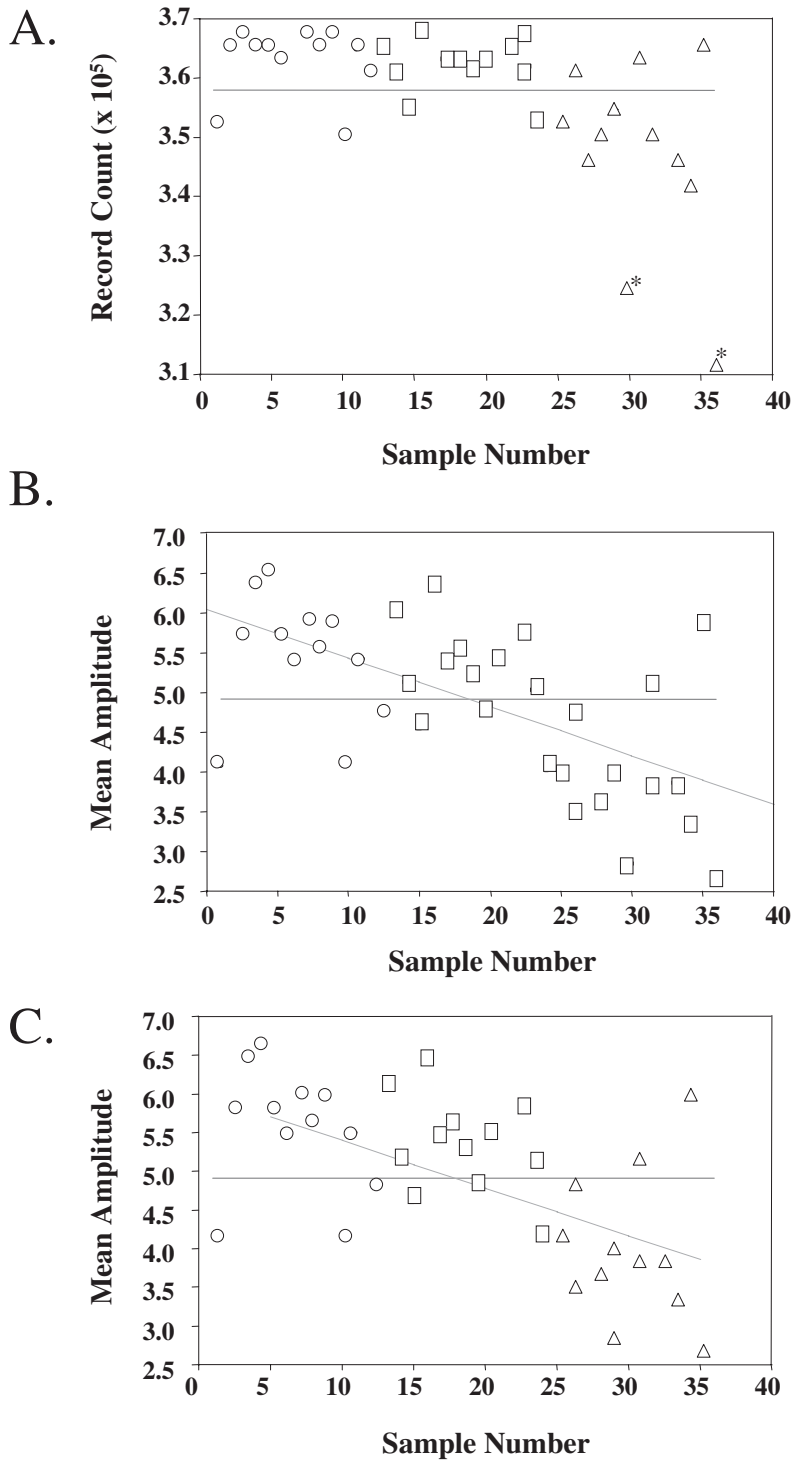 A.
3.7
3.6
3.5
3.4
3.3
3.2
3.1
Record Count (x 10⁵)
*
*
0 5 10 15 20 25 30 35 40
Sample Number
B.
7.0
6.5
6.0
5.5
5.0
4.5
4.0
3.5
3.0
2.5
Mean Amplitude
0 5 10 15 20 25 30 35 40
Sample Number
C.
7.0
6.5
6.0
5.5
5.0
4.5
4.0
3.5
3.0
2.5
Mean Amplitude
0 5 10 15 20 25 30 35 40
Sample Number